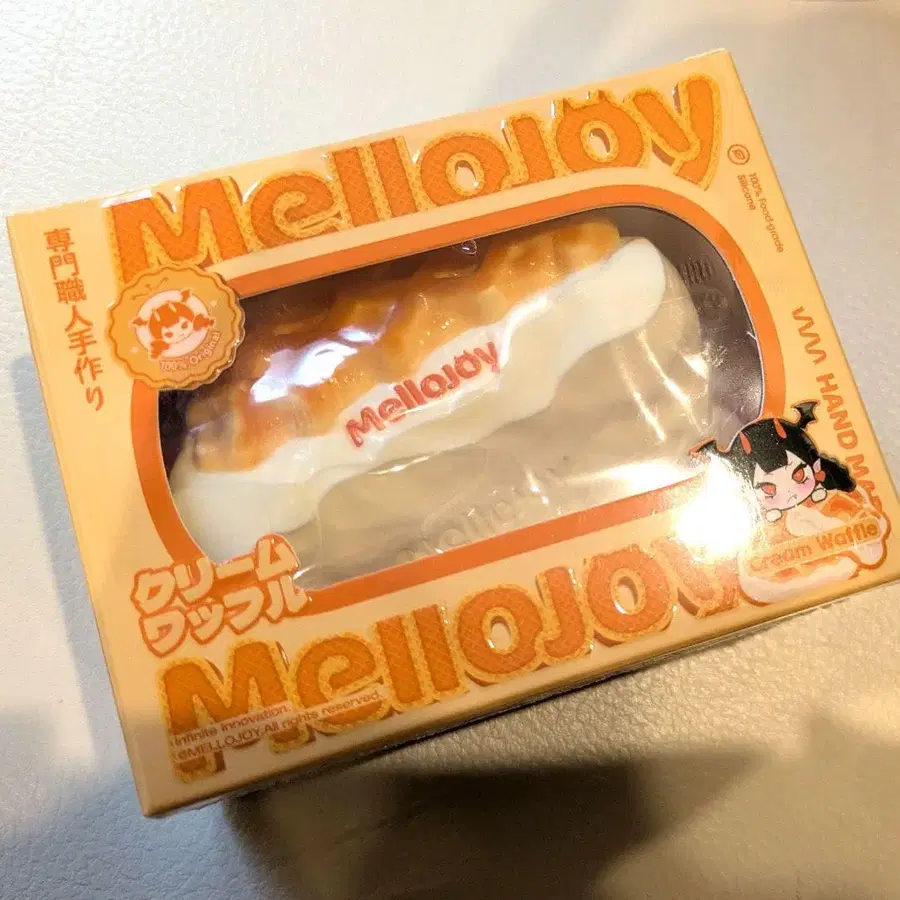 MellOJOY
100% Food-grade
Silicone
専門職人手作り
100% Original
MellOJOY
HAND MA
クリーム
ワッフル
Cream Waffle
MellOJOY
Infinite innovation.
©MELLOJOY.All rights reserved.